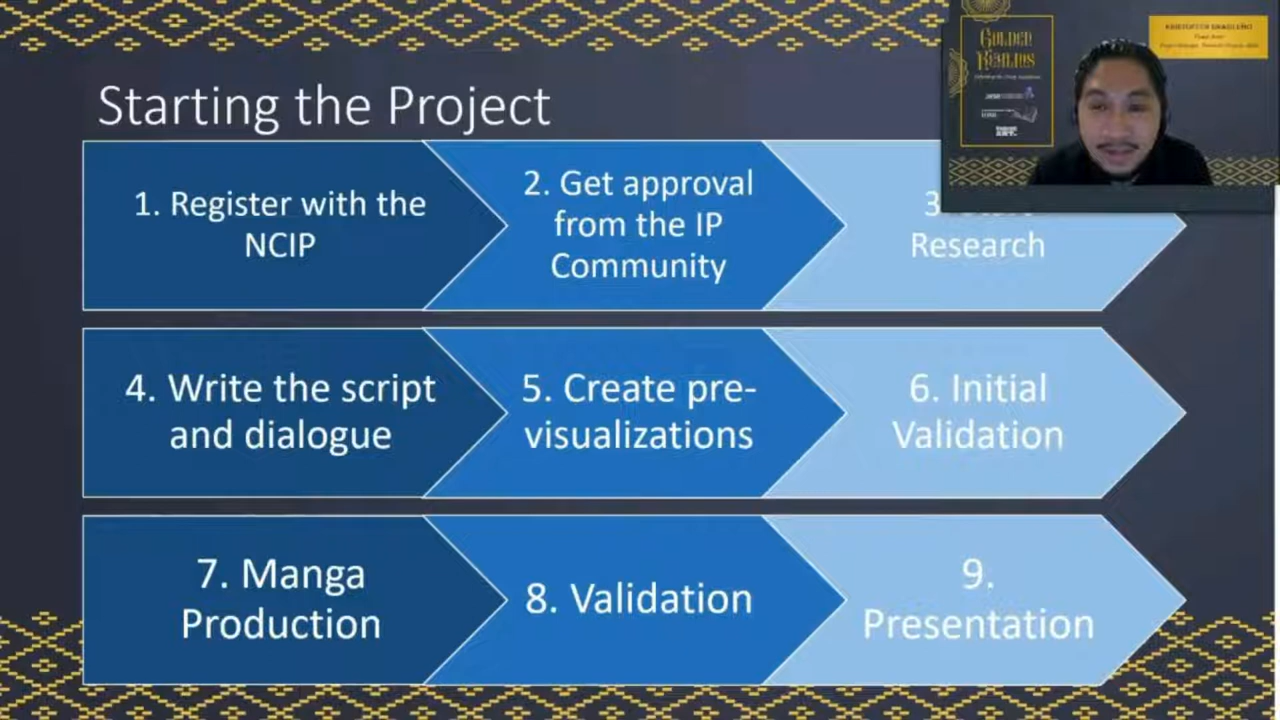 Starting the Project
1. Register with the
NCIP
2. Get approval
from the IP
Community
3.
Research
4. Write the script
and dialogue
5. Create pre-
visualizations
6. Initial
Validation
7. Manga
Production
8. Validation
9.
Presentation
GOLDEN
REALMS